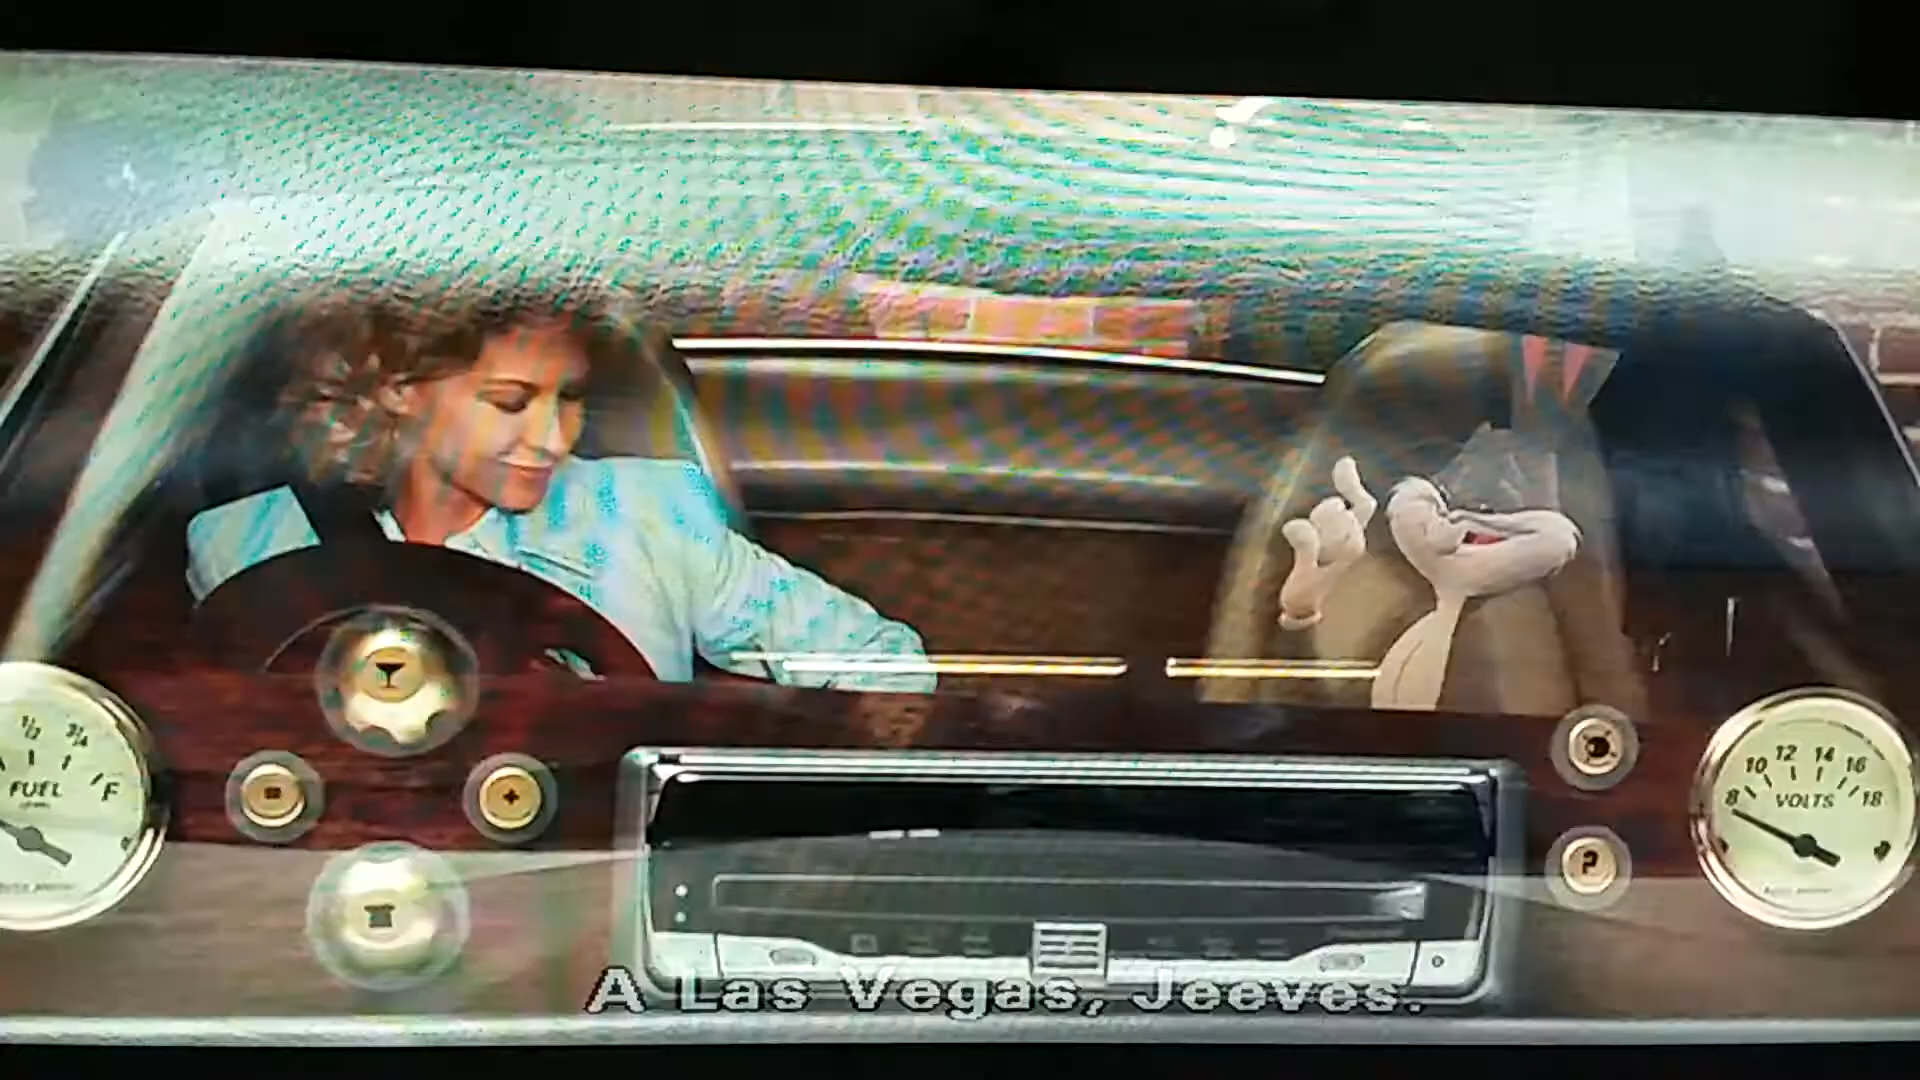 1/2 3/4
FUEL F
10 12 14 16
8 VOLTS 18
?
A Las Vegas, Jeeves.